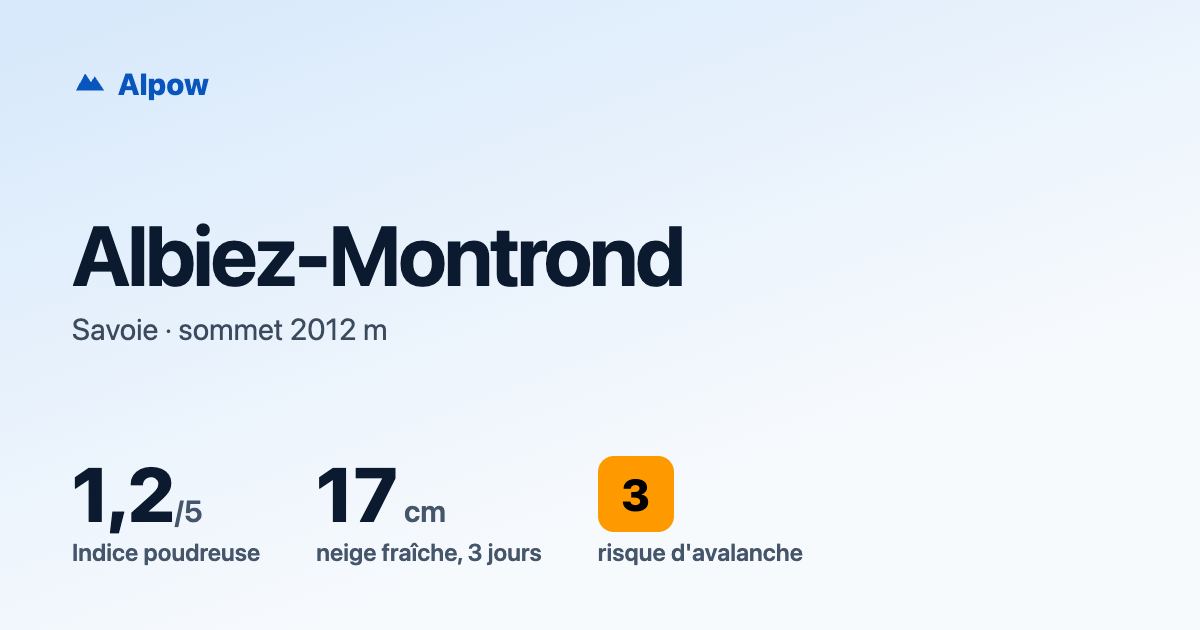 Alpow
Albiez-Montrond
Savoie · sommet 2012 m
1,2/5 17 cm 3
Indice poudreuse neige fraîche, 3 jours risque d'avalanche